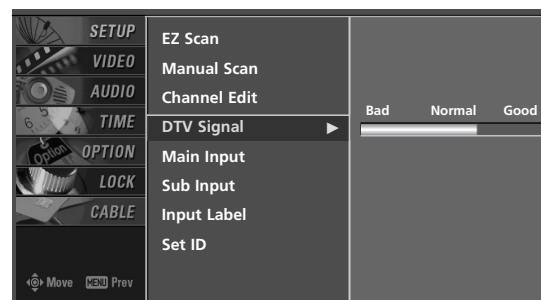 SETUP
VIDEO
AUDIO
TIME
OPTION
LOCK
CABLE
Move MENU Prev
EZ Scan
Manual Scan
Channel Edit
DTV Signal ▶
Main Input
Sub Input
Input Label
Set ID
Bad Normal Good